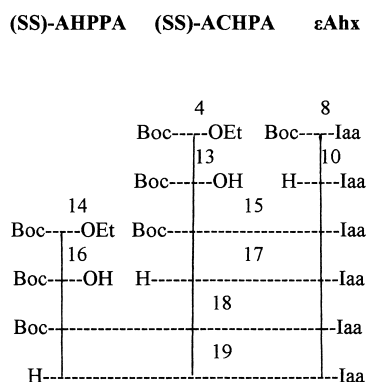 (SS)-AHPPA (SS)-ACHPA εAhx
4 8
Boc-----OEt Boc------Iaa
13 10
Boc------OH H------Iaa
14 15
Boc-----OEt Boc----------------------Iaa
16 17
Boc-----OH H----------------------Iaa
18
Boc-----------------------------------Iaa
19
H-----------------------------------Iaa